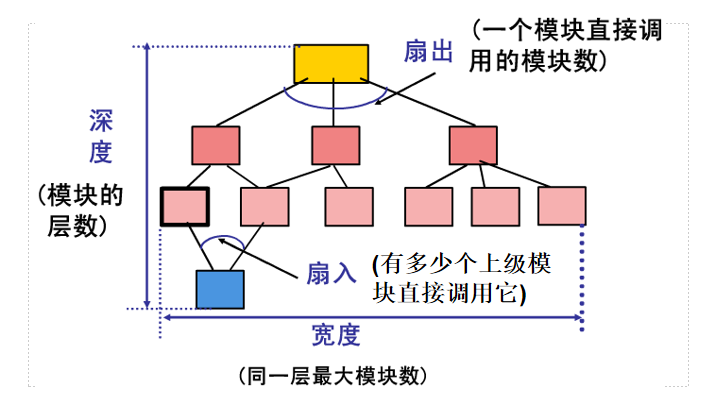 扇出
(一个模块直接调
用的模块数)
深
度
(模块的
层数)
扇入
(有多少个上级模
块直接调用它)
宽度
(同一层最大模块数)